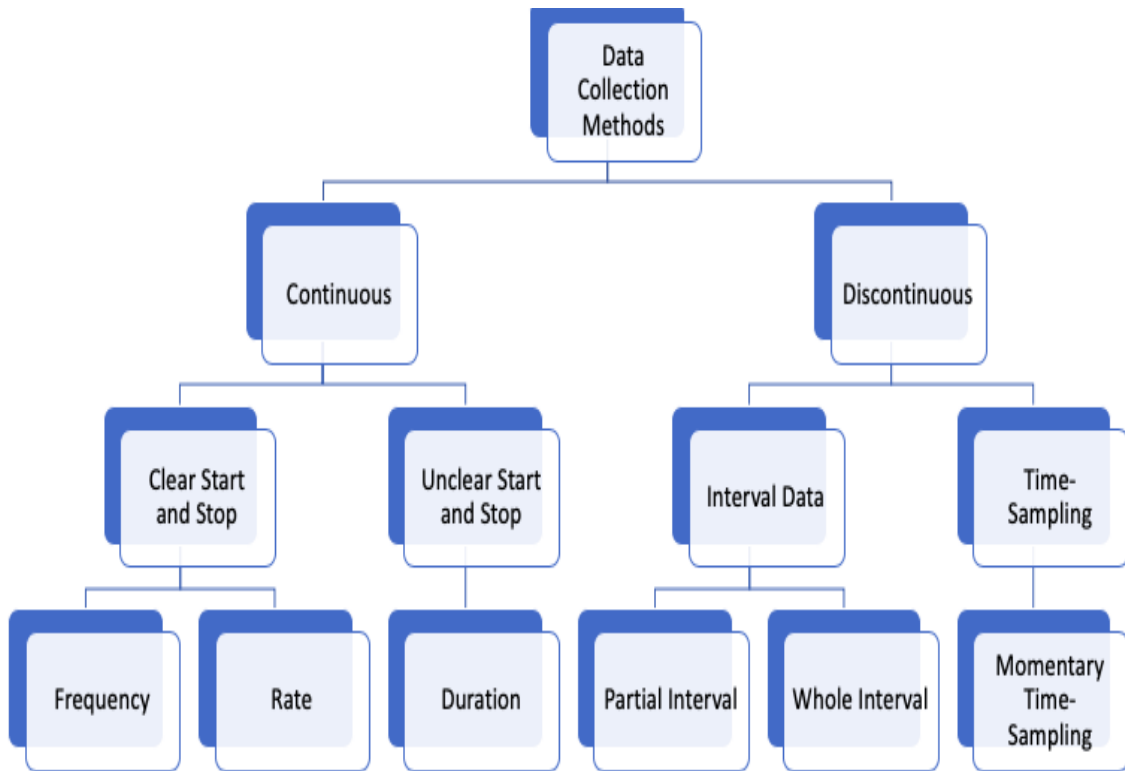 Data
Collection
Methods
Continuous
Discontinuous
Clear Start
and Stop
Unclear Start
and Stop
Interval Data
Time-
Sampling
Frequency
Rate
Duration
Partial Interval
Whole Interval
Momentary
Time-
Sampling